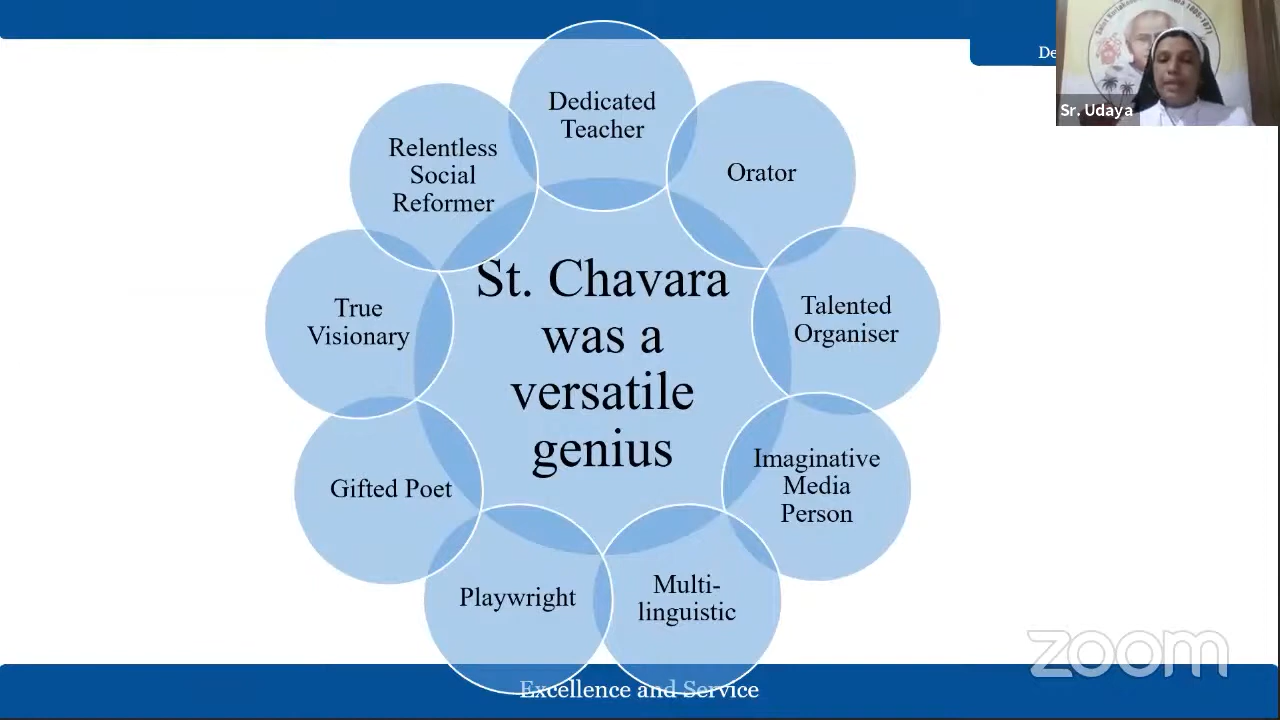 De
Sr. Udaya
Dedicated
Teacher
Orator
Talented
Organiser
Imaginative
Media
Person
Multi-
linguistic
Playwright
Gifted Poet
True
Visionary
Relentless
Social
Reformer
St. Chavara
was a
versatile
genius
zoom
Excellence and Service